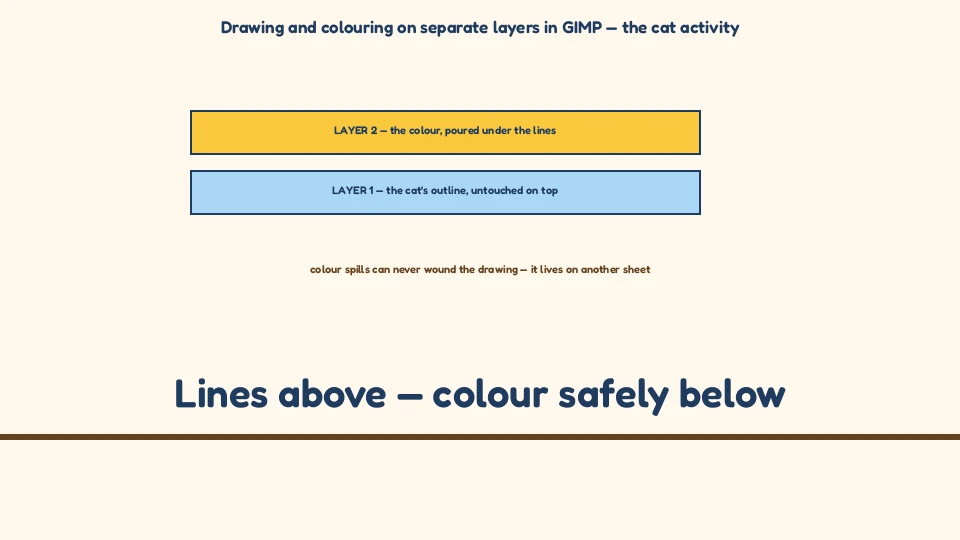 Drawing and colouring on separate layers in GIMP — the cat activity
LAYER 2 — the colour, poured under the lines
LAYER 1 — the cat's outline, untouched on top
colour spills can never wound the drawing — it lives on another sheet
Lines above — colour safely below